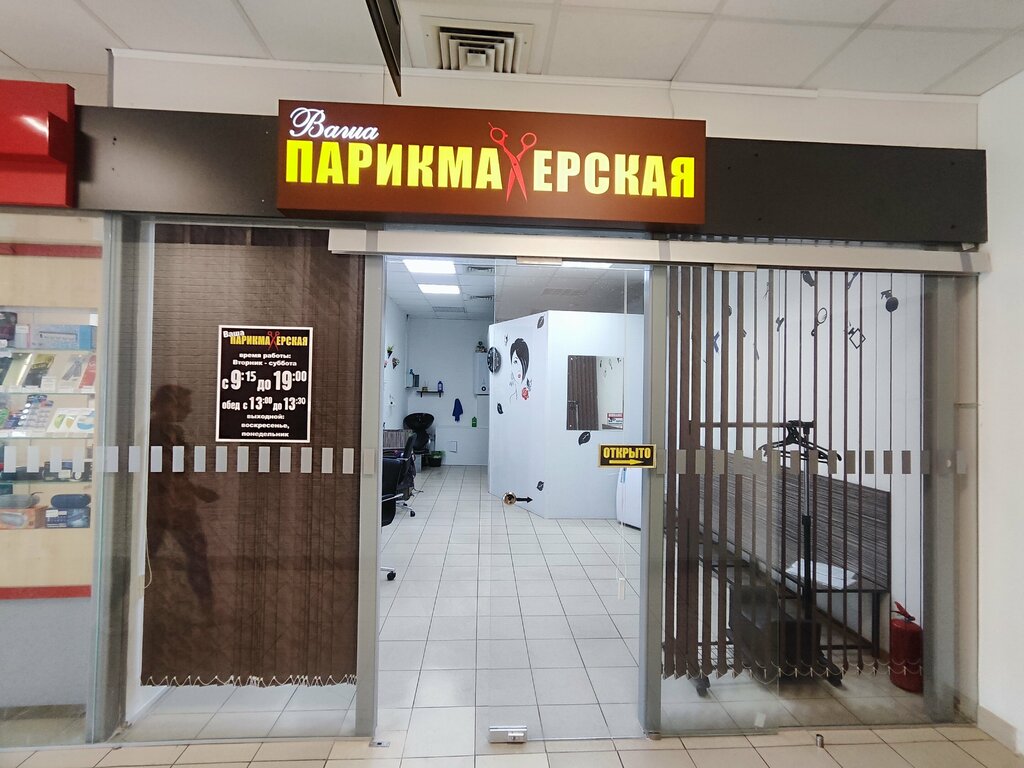 Ваша
ПАРИКМАХЕРСКАЯ
Ваша
ПАРИКМАХЕРСКАЯ
время работы:
Вторник - суббота
с 9:15 до 19:00
обед с 13:00 до 13:30
выходной:
воскресенье,
понедельник
ОТКРЫТО